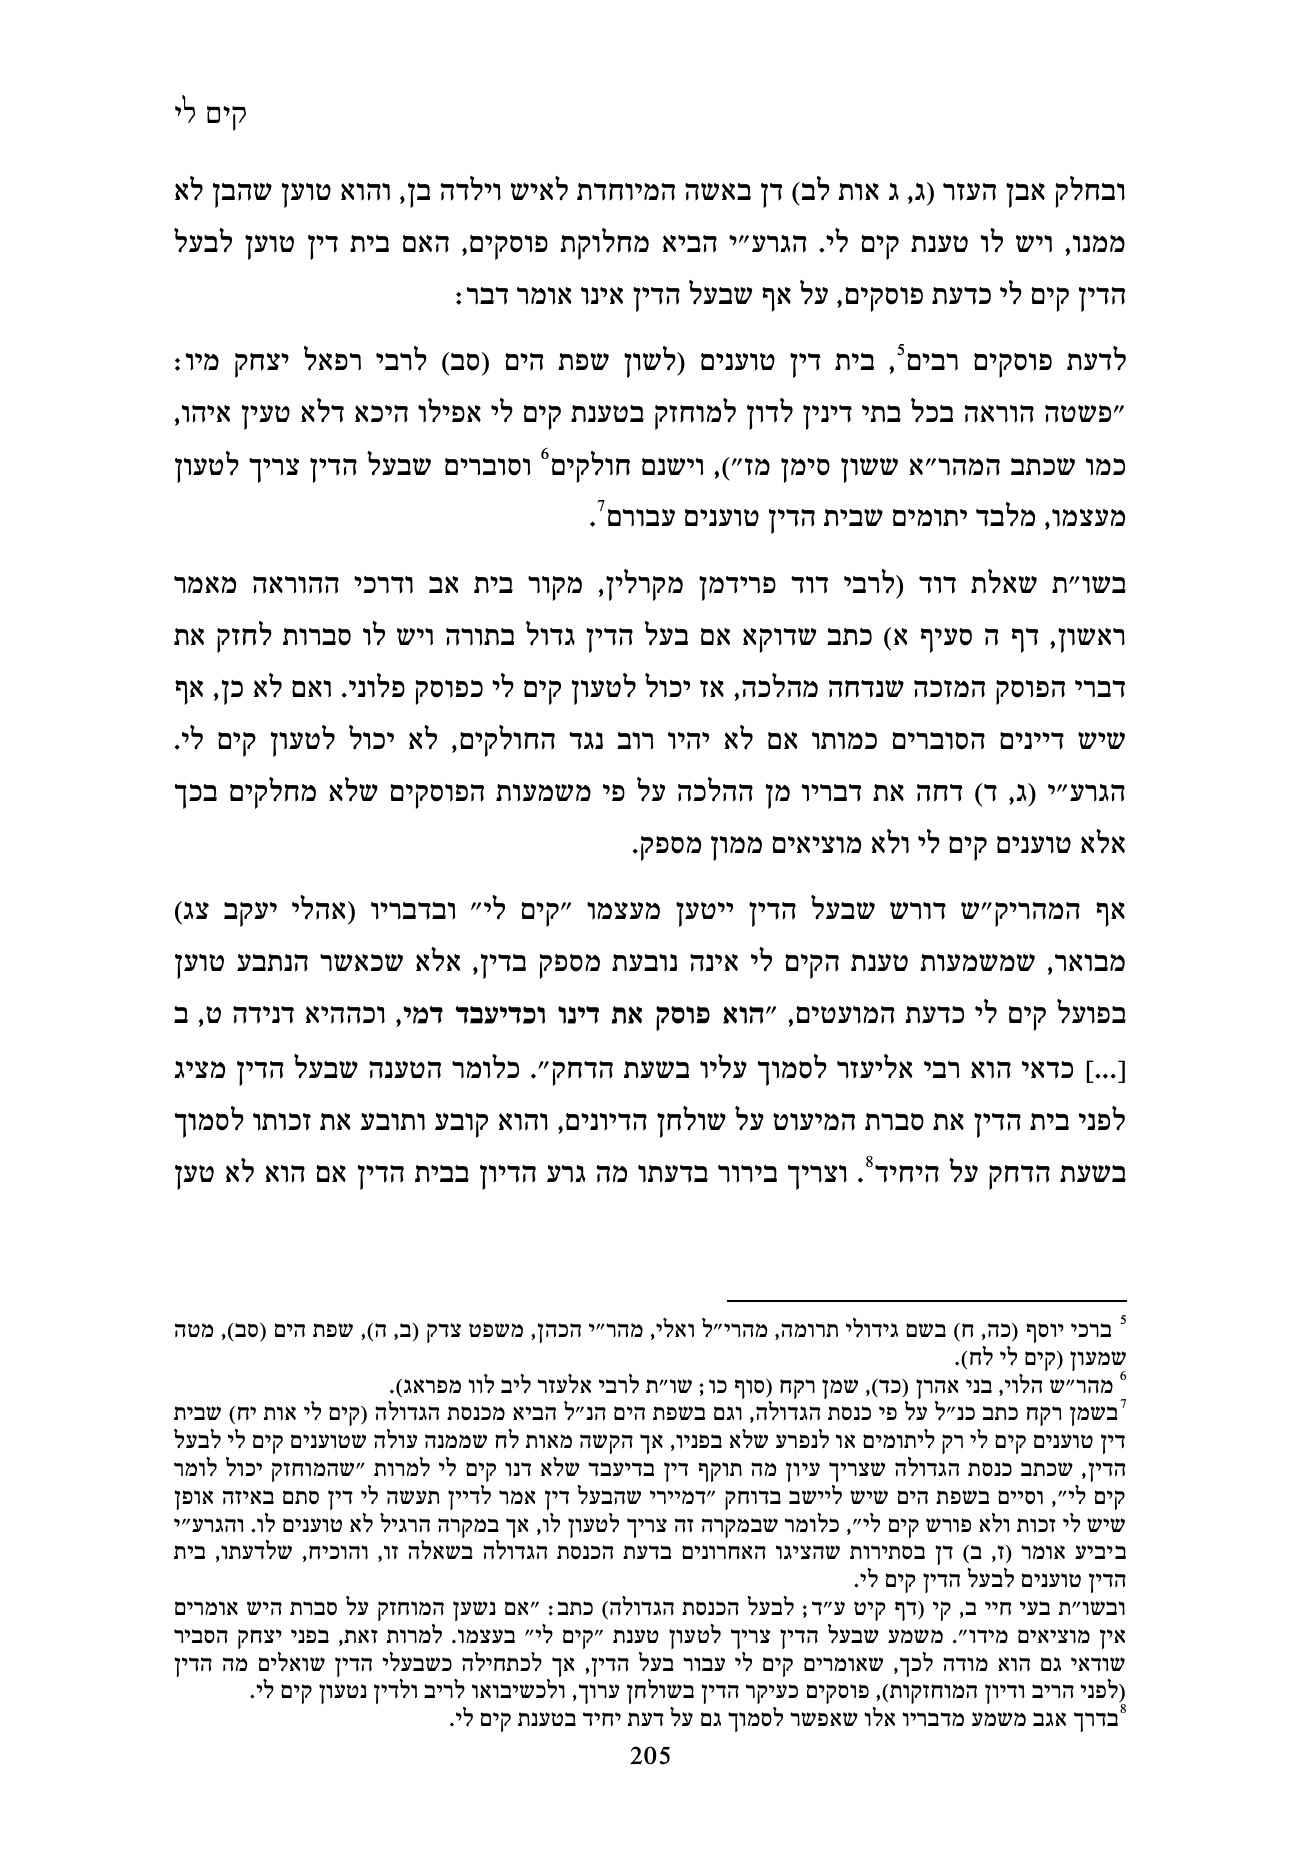 קים לי
ובחלק אבן העזר (ג, ג אות לב) דן באשה המיוחדת לאיש וילדה בן, והוא טוען שהבן לא
ממנו, ויש לו טענת קים לי. הגרע״י הביא מחלוקת פוסקים, האם בית דין טוען לבעל
הדין קים לי כדעת פוסקים, על אף שבעל הדין אינו אומר דבר:
לדעת פוסקים רבים5, בית דין טוענים (לשון שפת הים (סב) לרבי רפאל יצחק מיו:
״פשטה הוראה בכל בתי דינין לדון למוחזק בטענת קים לי אפילו היכא דלא טעין איהו,
כמו שכתב המהר״א ששון סימן מז״), וישנם חולקים6 וסוברים שבעל הדין צריך לטעון
מעצמו, מלבד יתומים שבית הדין טוענים עבורם7.
בשו״ת שאלת דוד (לרבי דוד פרידמן מקרלין, מקור בית אב ודרכי ההוראה מאמר
ראשון, דף ה סעיף א) כתב שדוקא אם בעל הדין גדול בתורה ויש לו סברות לחזק את
דברי הפוסק המזכה שנדחה מהלכה, אז יכול לטעון קים לי כפוסק פלוני. ואם לא כן, אף
שיש דיינים הסוברים כמותו אם לא יהיו רוב נגד החולקים, לא יכול לטעון קים לי.
הגרע״י (ג, ד) דחה את דבריו מן ההלכה על פי משמעות הפוסקים שלא מחלקים בכך
אלא טוענים קים לי ולא מוציאים ממון מספק.
אף המהריק״ש דורש שבעל הדין ייטען מעצמו ״קים לי״ ובדבריו (אהלי יעקב צג)
מבואר, שמשמעות טענת הקים לי אינה נובעת מספק בדין, אלא שכאשר הנתבע טוען
בפועל קים לי כדעת המועטים, ״הוא פוסק את דינו וכדיעבד דמי, וכההיא דנידה ט, ב
[...] כדאי הוא רבי אליעזר לסמוך עליו בשעת הדחק״. כלומר הטענה שבעל הדין מציג
לפני בית הדין את סברת המיעוט על שולחן הדיונים, והוא קובע ותובע את זכותו לסמוך
בשעת הדחק על היחיד8. וצריך בירור בדעתו מה גרע הדיון בבית הדין אם הוא לא טען
5 ברכי יוסף (כה, ח) בשם גידולי תרומה, מהרי״ל ואלי, מהר״י הכהן, משפט צדק (ב, ה), שפת הים (סב), מטה
שמעון (קים לי לח).
6 מהר״ש הלוי, בני אהרן (כד), שמן רקח (סוף כו; שו״ת לרבי אלעזר ליב לוו מפראג).
7 בשמן רקח כתב כנ״ל על פי כנסת הגדולה, וגם בשפת הים הנ״ל הביא מכנסת הגדולה (קים לי אות יח) שבית
דין טוענים קים לי רק ליתומים או לנפרע שלא בפניו, אך הקשה מאות לח שממנה עולה שטוענים קים לי לבעל
הדין, שכתב כנסת הגדולה שצריך עיון מה תוקף דין בדיעבד שלא דנו קים לי למרות ״שהמוחזק יכול לומר
קים לי״, וסיים בשפת הים שיש ליישב בדוחק ״דמיירי שהבעל דין אמר לדיין תעשה לי דין סתם באיזה אופן
שיש לי זכות ולא פורש קים לי״, כלומר שבמקרה זה צריך לטעון לו, אך במקרה הרגיל לא טוענים לו. והגרע״י
ביביע אומר (ז, ב) דן בסתירות שהציגו האחרונים בדעת הכנסת הגדולה בשאלה זו, והוכיח, שלדעתו, בית
הדין טוענים לבעל הדין קים לי.
ובשו״ת בעי חיי ב, קי (דף קיט ע״ד; לבעל הכנסת הגדולה) כתב: ״אם נשען המוחזק על סברת היש אומרים
אין מוציאים מידו״. משמע שבעל הדין צריך לטעון טענת ״קים לי״ בעצמו. למרות זאת, בפני יצחק הסביר
שודאי גם הוא מודה לכך, שאומרים קים לי עבור בעל הדין, אך לכתחילה כשבעלי הדין שואלים מה הדין
(לפני הריב ודיון המוחזקות), פוסקים כעיקר הדין בשולחן ערוך, ולכשיבואו לריב ולדין נטעון קים לי.
8 בדרך אגב משמע מדבריו אלו שאפשר לסמוך גם על דעת יחיד בטענת קים לי.
205